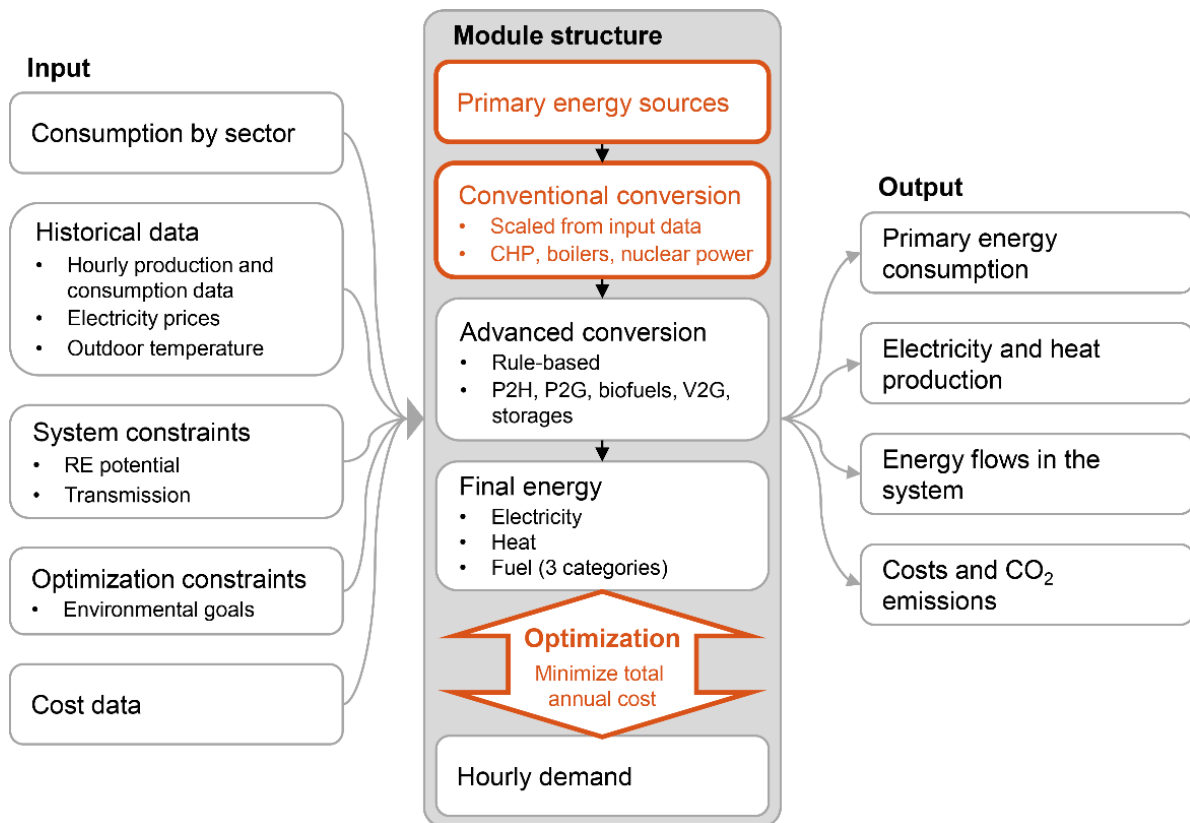 Input
Consumption by sector
Historical data
• Hourly production and
consumption data
• Electricity prices
• Outdoor temperature
System constraints
• RE potential
• Transmission
Optimization constraints
• Environmental goals
Cost data
Module structure
Primary energy sources
Conventional conversion
• Scaled from input data
• CHP, boilers, nuclear power
Advanced conversion
• Rule-based
• P2H, P2G, biofuels, V2G,
storages
Final energy
• Electricity
• Heat
• Fuel (3 categories)
Optimization
Minimize total
annual cost
Hourly demand
Output
Primary energy
consumption
Electricity and heat
production
Energy flows in the
system
Costs and CO₂
emissions